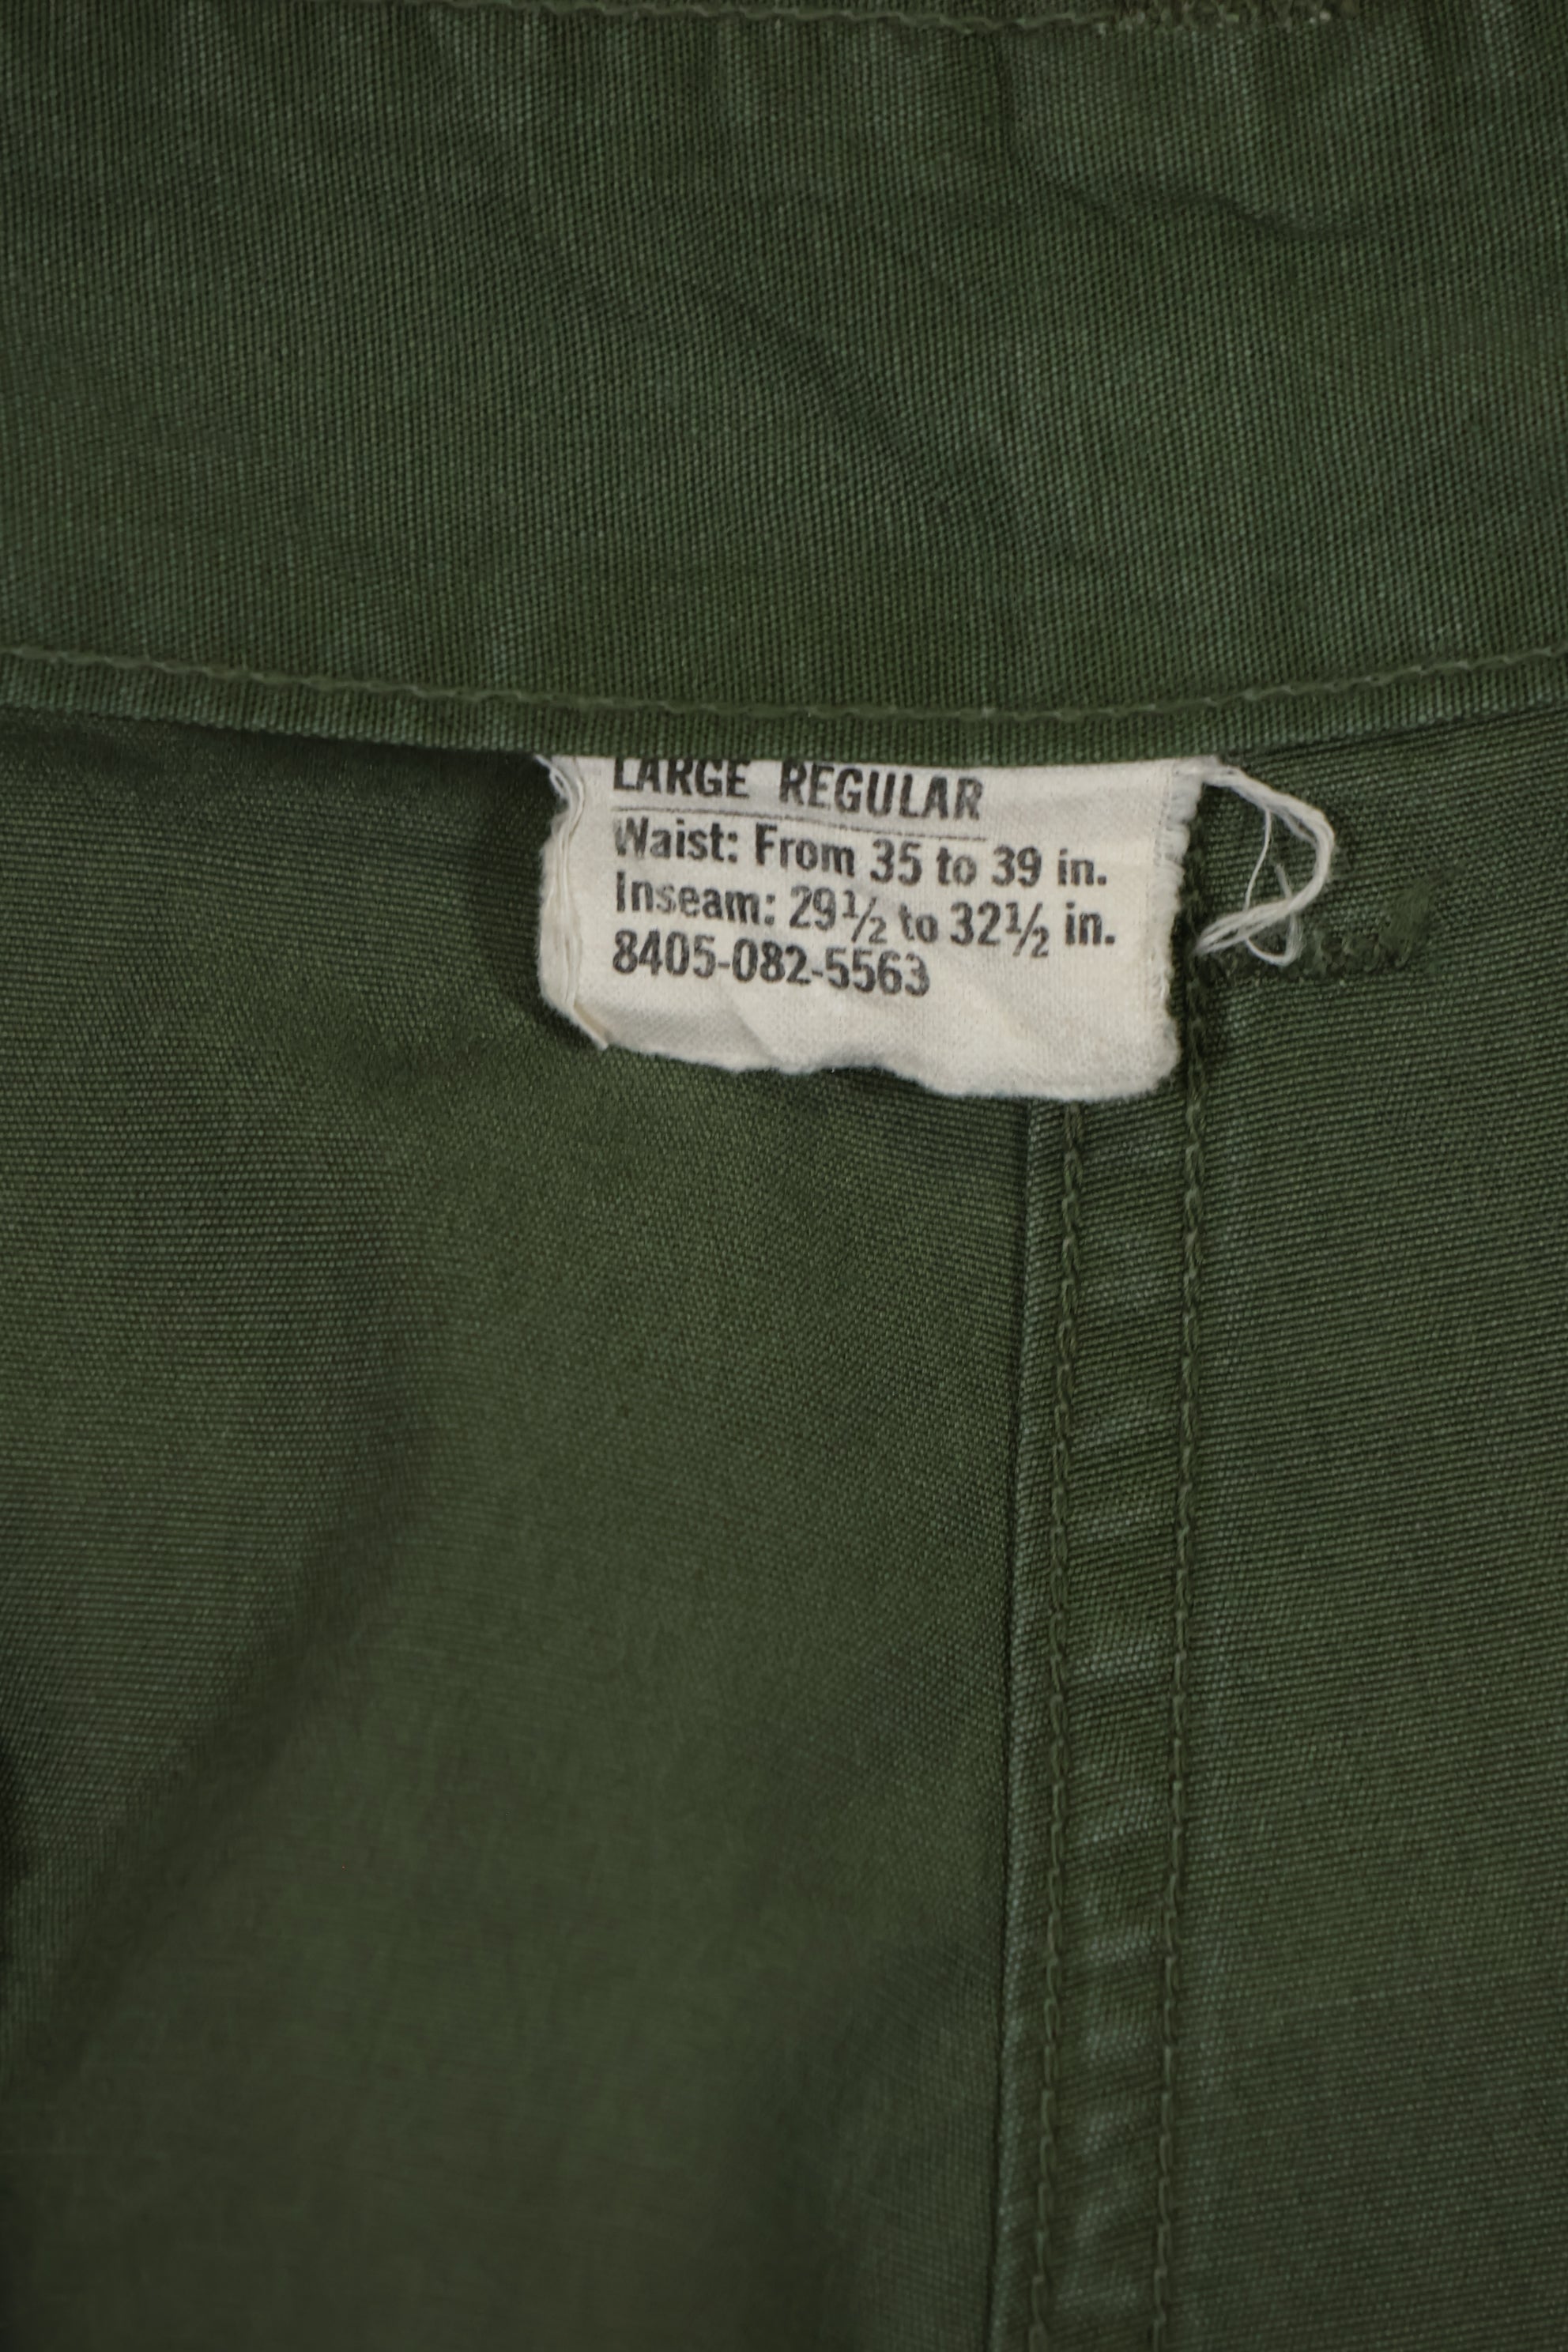 LARGE REGULAR
Waist: From 35 to 39 in.
Inseam: 29½ to 32½ in.
8405-082-5563